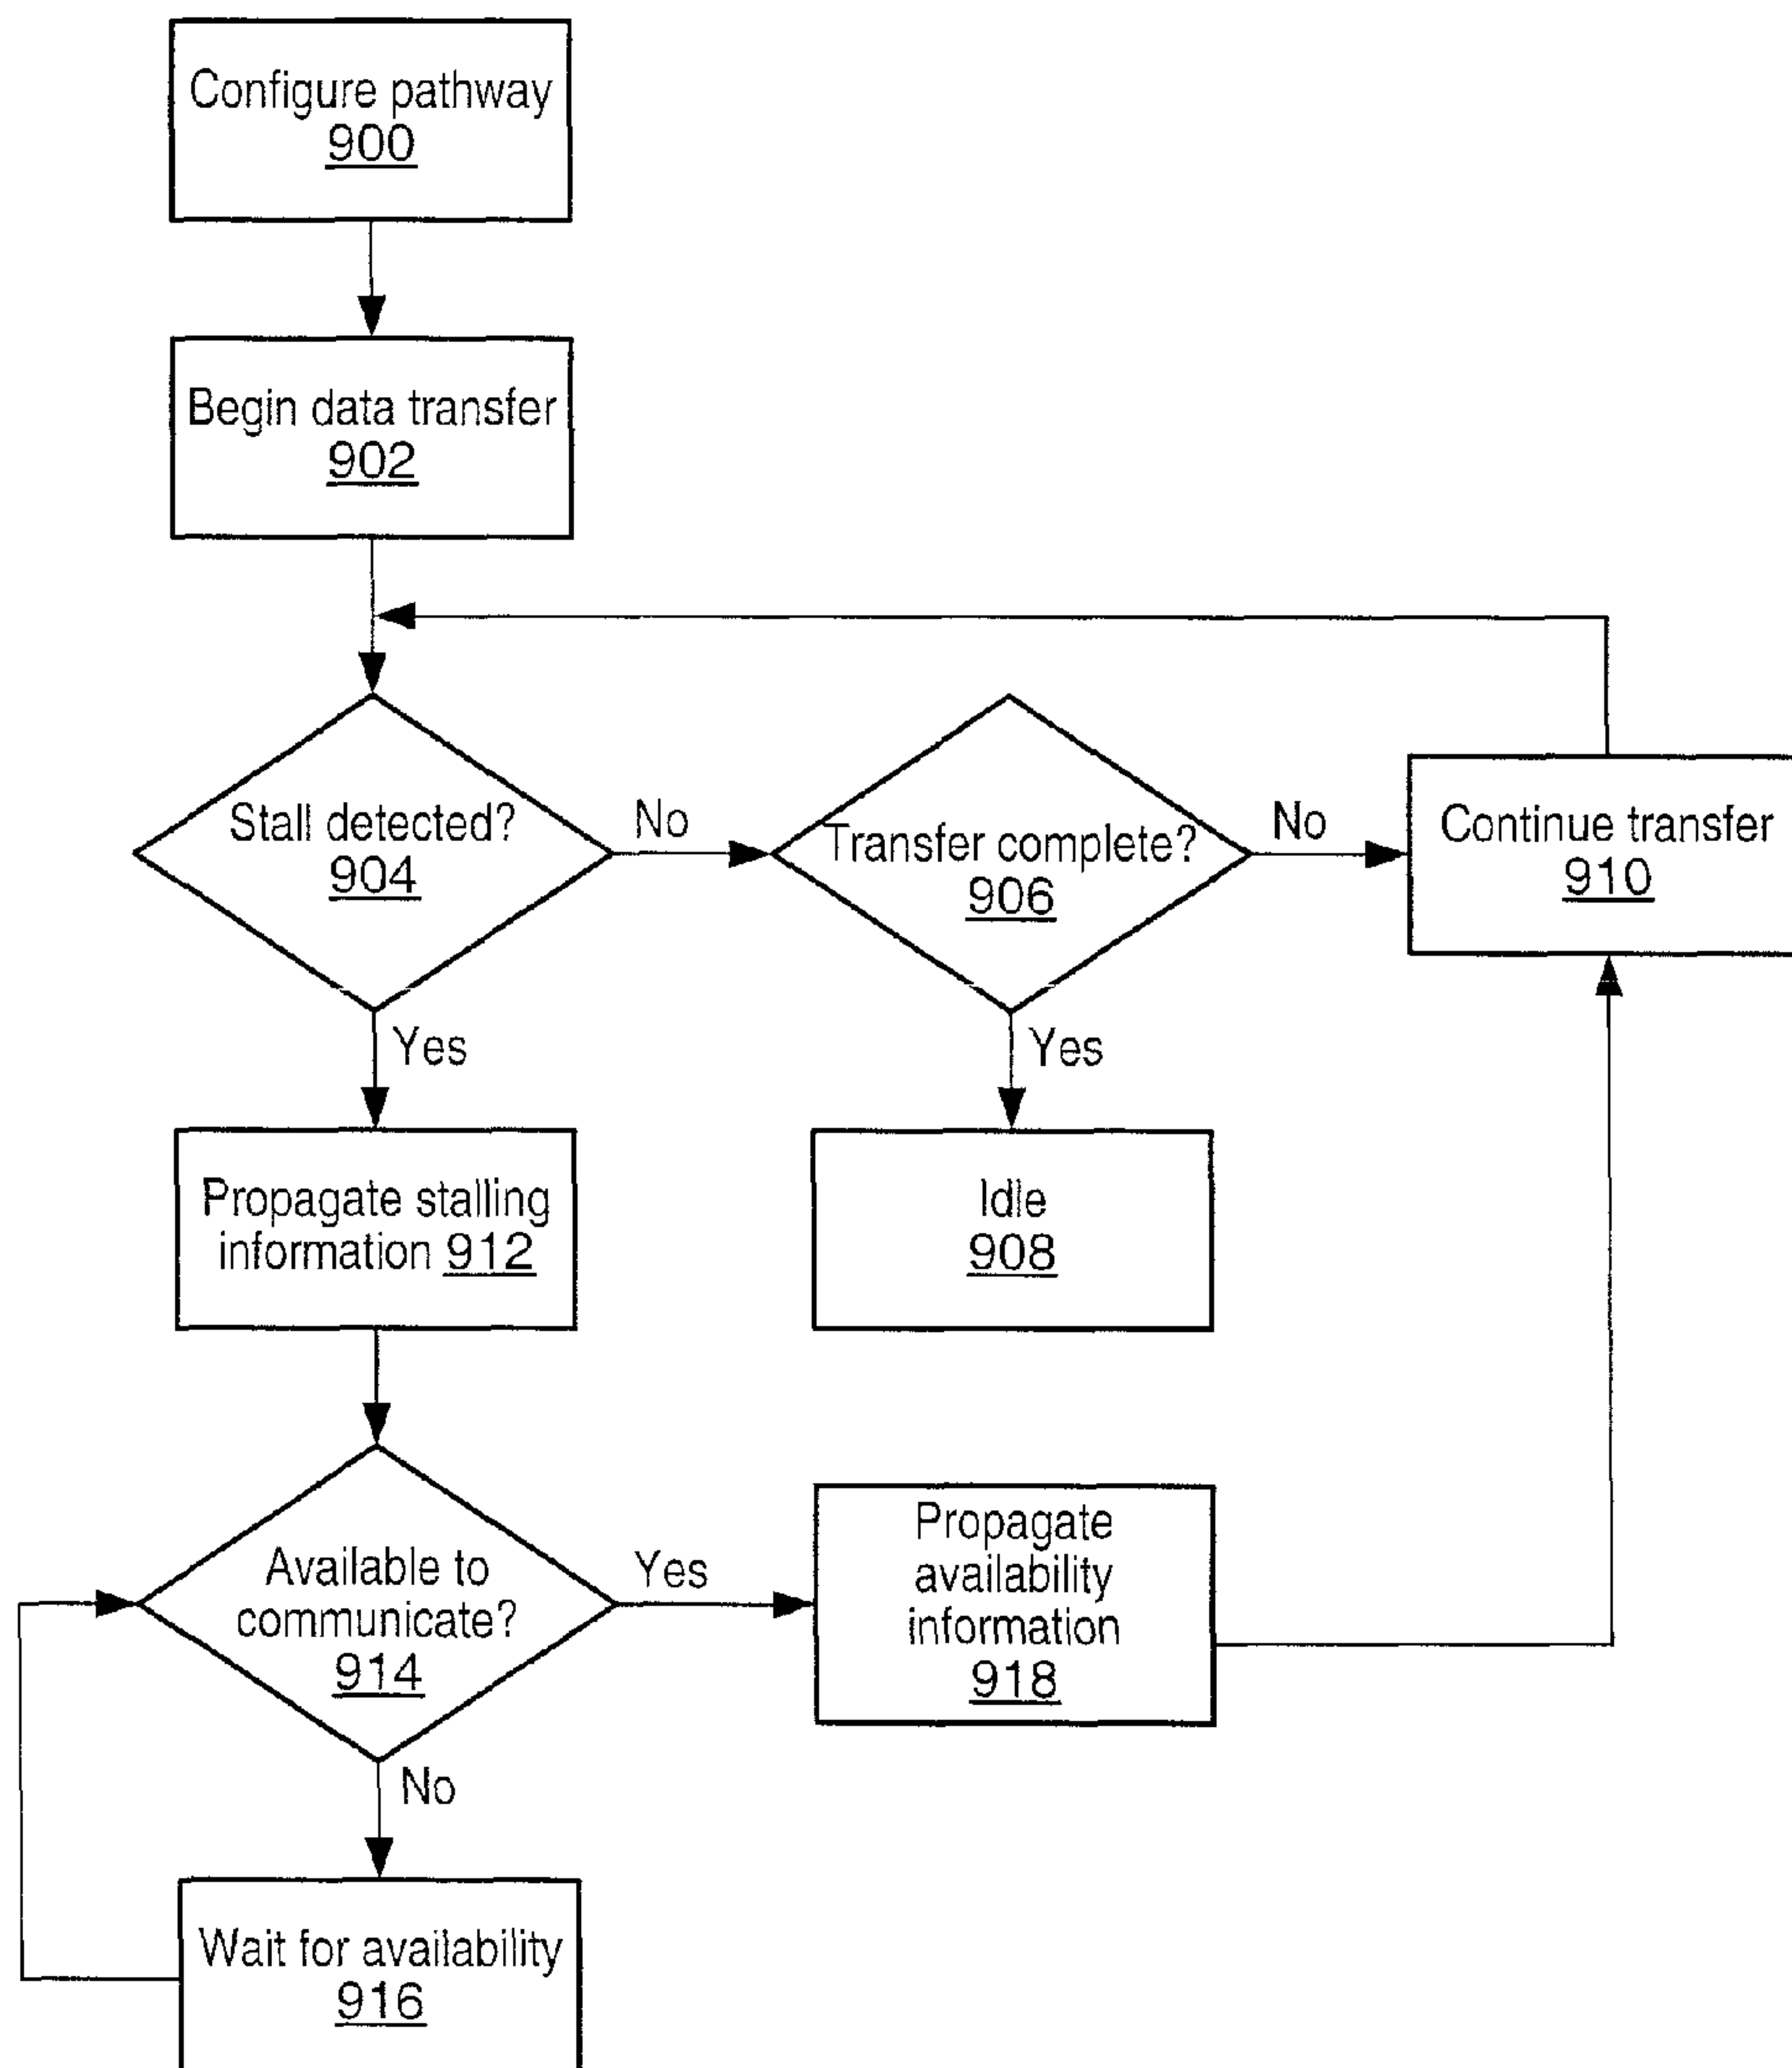 Configure pathway
900
Begin data transfer
902
Stall detected?
904
No
Transfer complete?
906
No
Continue transfer
910
Yes
Yes
Propagate stalling
information 912
Idle
908
Available to
communicate?
914
Yes
Propagate
availability
information
918
No
Wait for availability
916